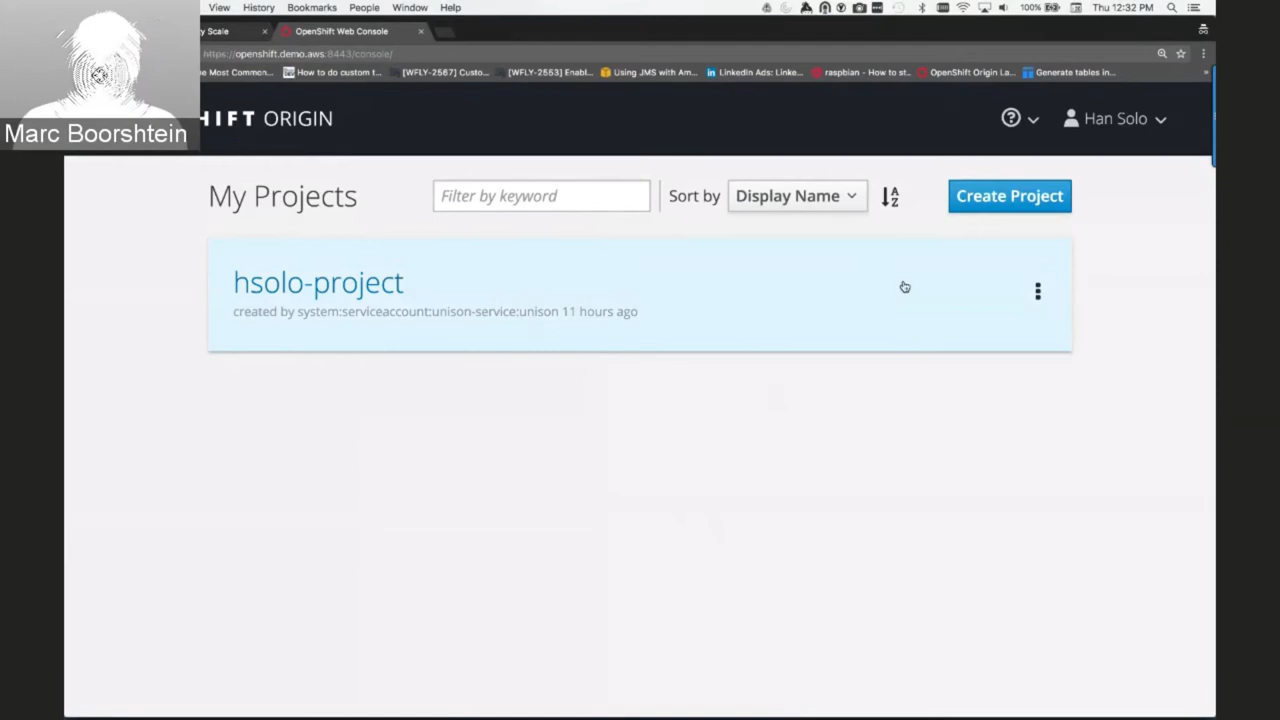 View History Bookmarks People Window Help 100% Thu 12:32 PM
y Scale × OpenShift Web Console ×
https://openshift.demo.aws:8443/console/
e Most Common... How to do custom t... [WFLY-2567] Custo... [WFLY-2553] Enabl... Using JMS with Am... LinkedIn Ads: Linke... raspbian - How to st... OpenShift Origin La... Generate tables in... »
Marc Boorshtein
HIFT ORIGIN Han Solo
My Projects Filter by keyword Sort by Display Name Create Project
hsolo-project
created by system:serviceaccount:unison-service:unison 11 hours ago